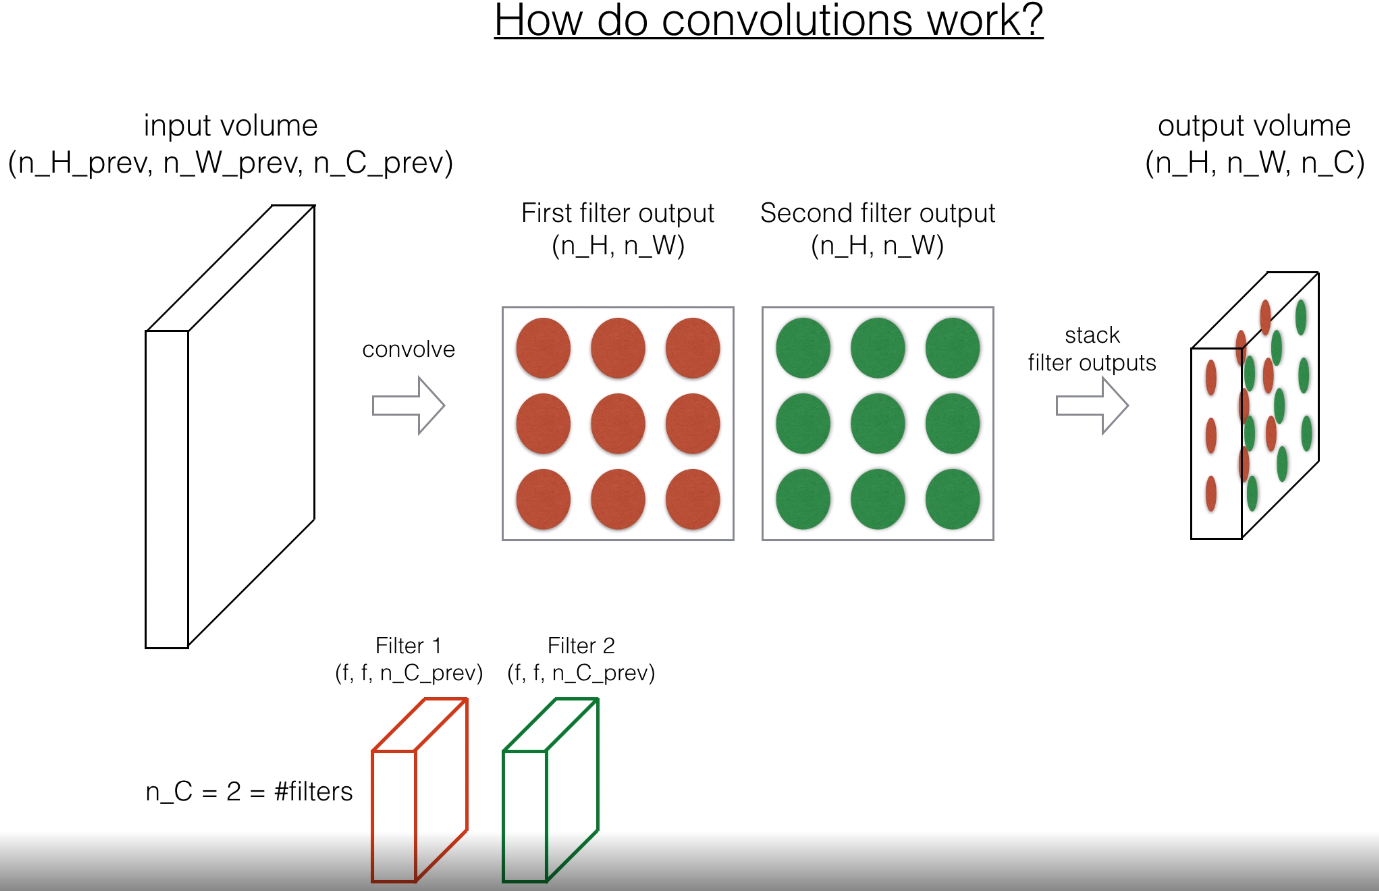 How do convolutions work?
input volume
(n_H_prev, n_W_prev, n_C_prev)
output volume
(n_H, n_W, n_C)
First filter output
(n_H, n_W)
Second filter output
(n_H, n_W)
convolve
stack
filter outputs
Filter 1
(f, f, n_C_prev)
Filter 2
(f, f, n_C_prev)
n_C = 2 = #filters